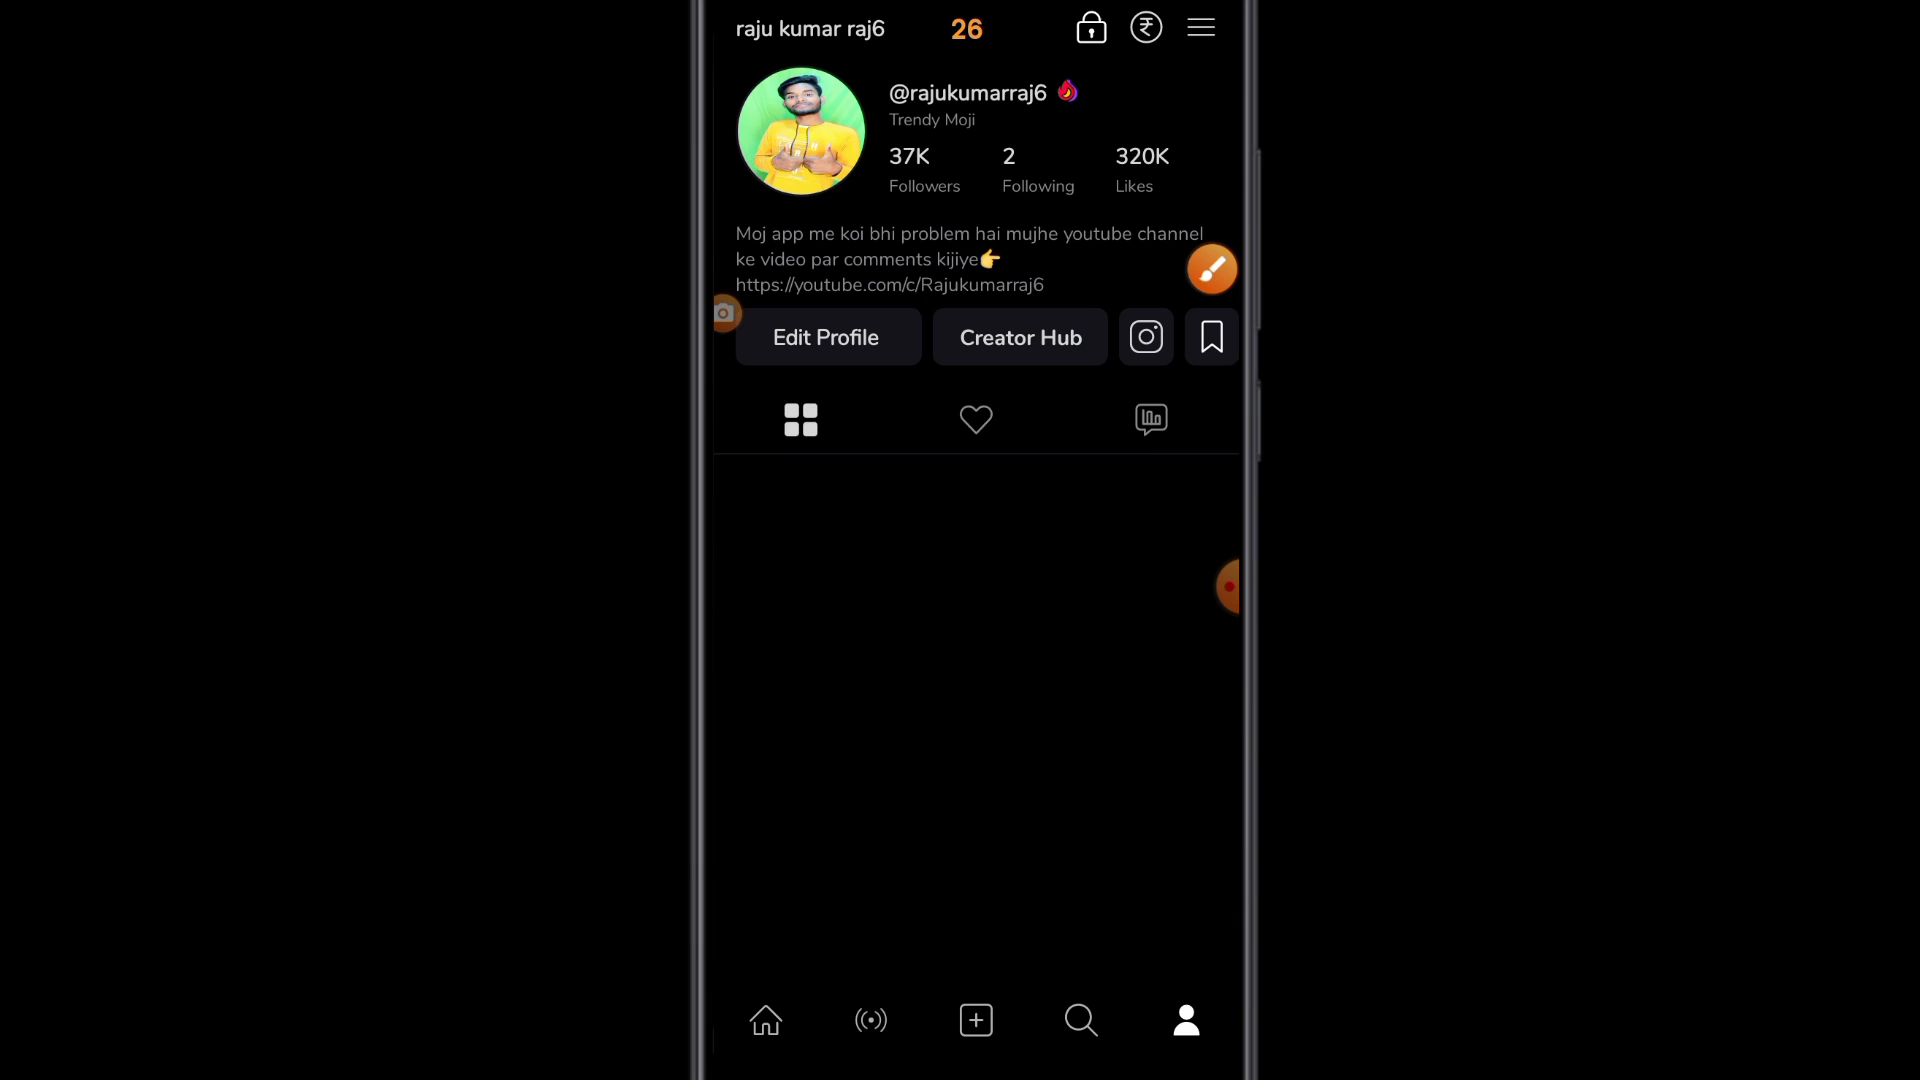 raju kumar raj6 26
@rajukumarraj6
Trendy Moji
37K 2 320K
Followers Following Likes
Moj app me koi bhi problem hai mujhe youtube channel
ke video par comments kijiye👉
https://youtube.com/c/Rajukumarraj6
Edit Profile Creator Hub